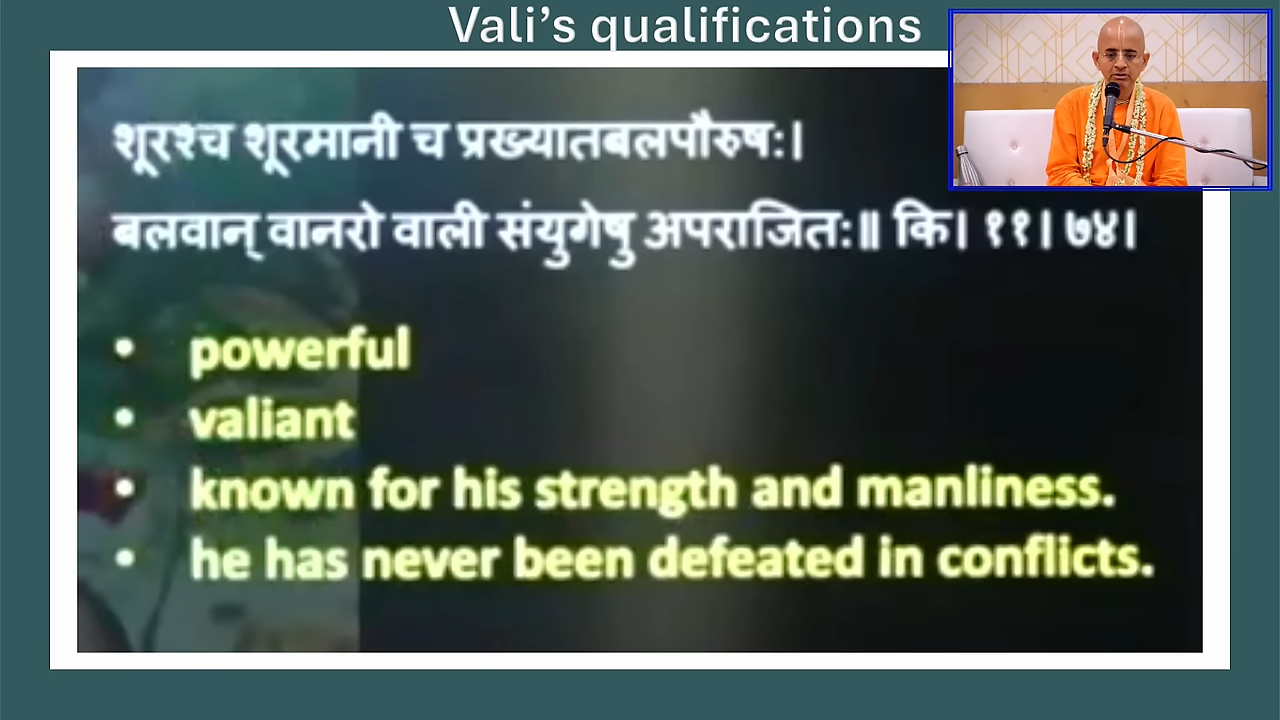 Vali’s qualifications
शूरश्च शूरमानी च प्रख्यातबलपौरुषः।
बलवान् वानरो वाली संयुगेषु अपराजितः॥ कि। ११। ७४।
• powerful
• valiant
• known for his strength and manliness.
• he has never been defeated in conflicts.